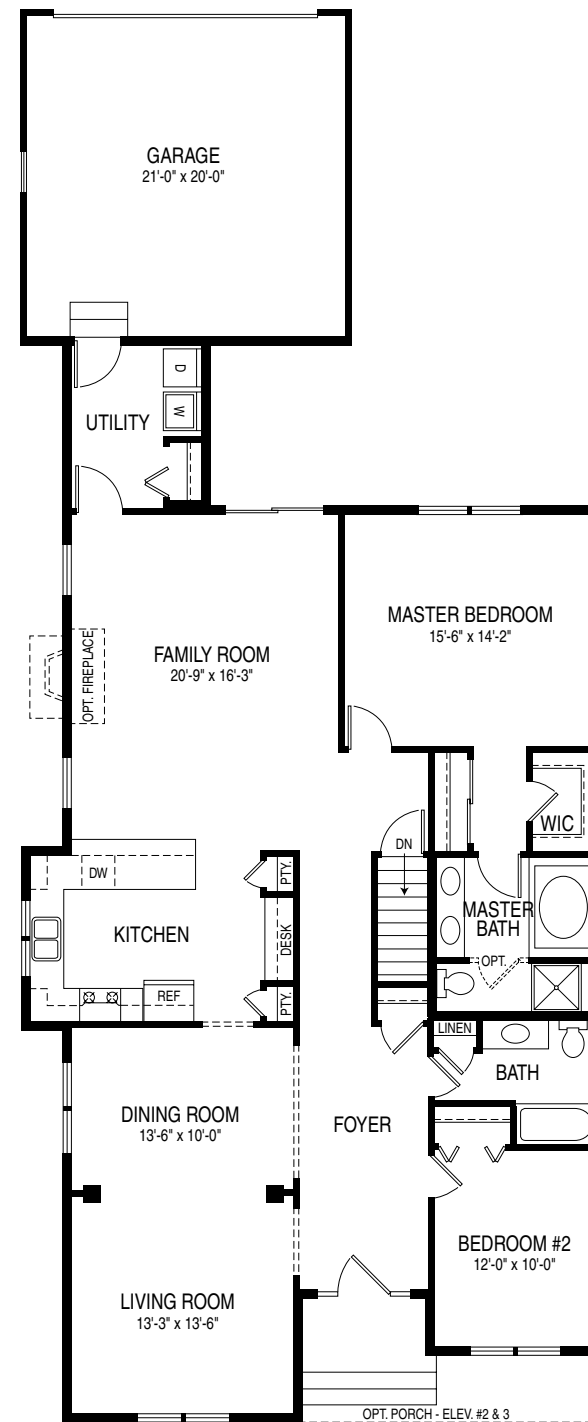 GARAGE
21'-0" x 20'-0"
D
W
UTILITY
MASTER BEDROOM
15'-6" x 14'-2"
FAMILY ROOM
20'-9" x 16'-3"
OPT. FIREPLACE
WIC
DN
DW
PTY.
MASTER
BATH
KITCHEN
DESK
OPT.
REF
PTY.
LINEN
BATH
DINING ROOM
13'-6" x 10'-0"
FOYER
BEDROOM #2
12'-0" x 10'-0"
LIVING ROOM
13'-3" x 13'-6"
OPT. PORCH - ELEV. #2 & 3